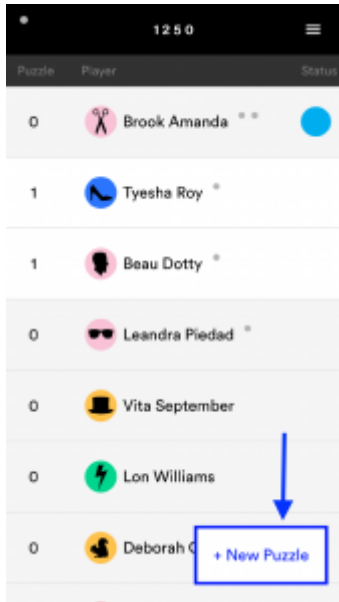 1250
Puzzle Player Status
0 Brook Amanda
1 Tyesha Roy
1 Beau Dotty
0 Leandra Piedad
0 Vita September
0 Lon Williams
0 Deborah
+ New Puzzle